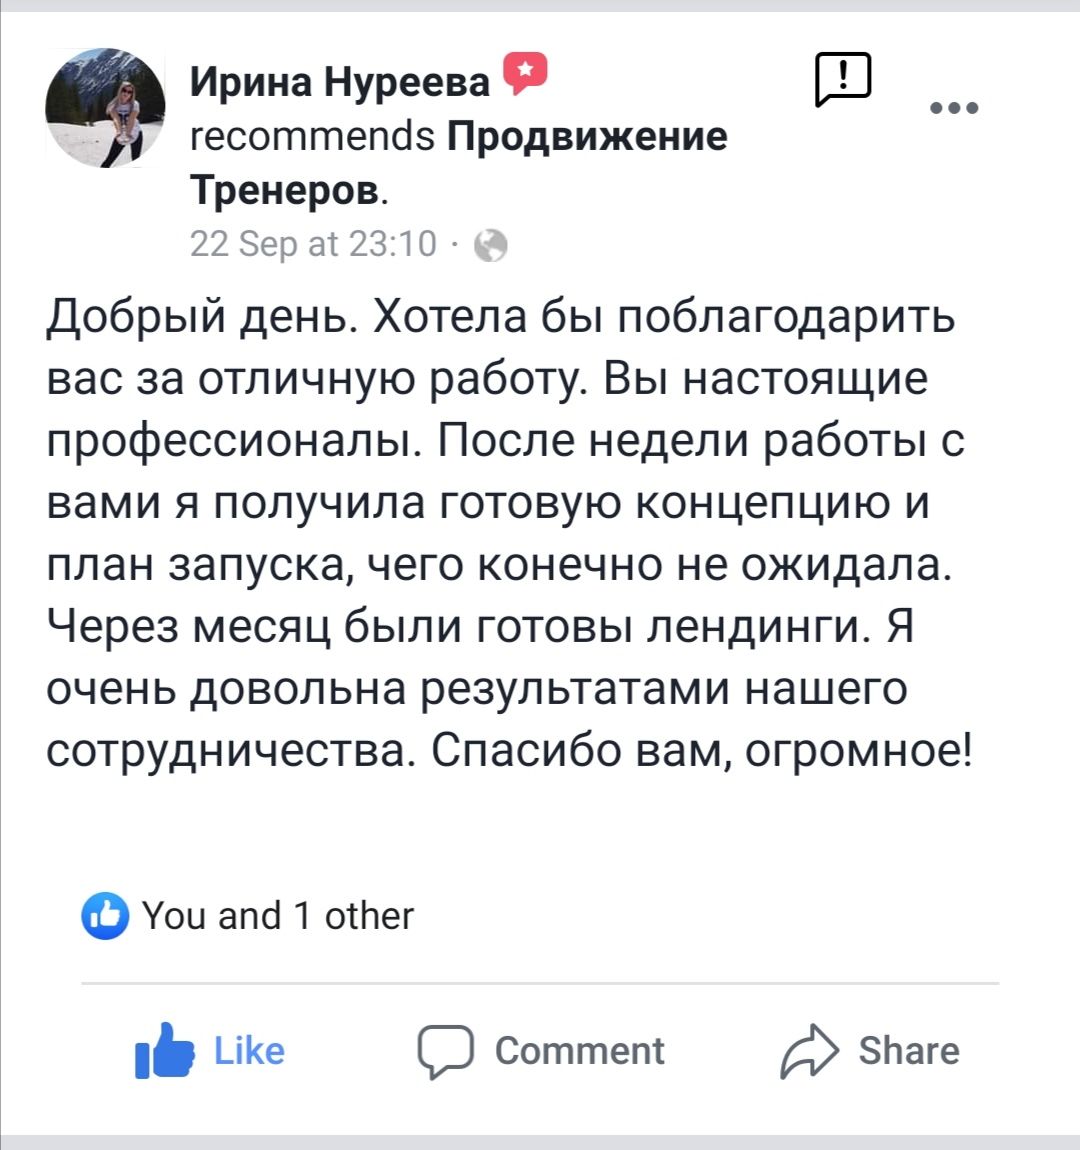 Ирина Нуреева
recommends Продвижение
Тренеров.
22 Sep at 23:10 ·
Добрый день. Хотела бы поблагодарить
вас за отличную работу. Вы настоящие
профессионалы. После недели работы с
вами я получила готовую концепцию и
план запуска, чего конечно не ожидала.
Через месяц были готовы лендинги. Я
очень довольна результатами нашего
сотрудничества. Спасибо вам, огромное!
You and 1 other
Like Comment Share